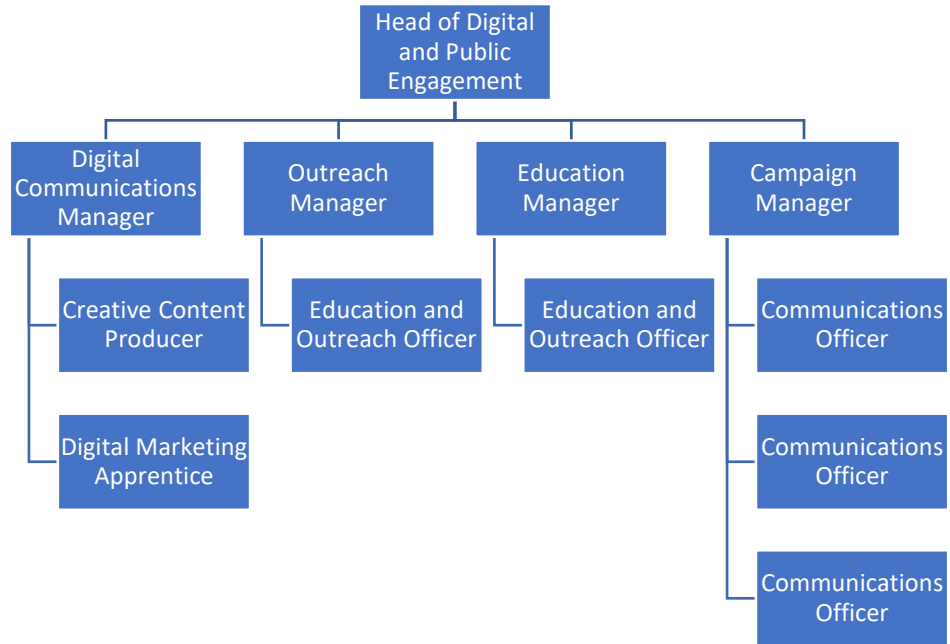 Head of Digital
and Public
Engagement
Digital
Communications
Manager
Outreach
Manager
Education
Manager
Campaign
Manager
Creative Content
Producer
Education and
Outreach Officer
Education and
Outreach Officer
Communications
Officer
Digital Marketing
Apprentice
Communications
Officer
Communications
Officer